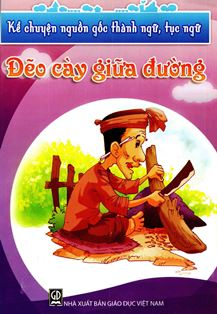 Kể chuyện nguồn gốc thành ngữ, tục ngữ
Đẽo cày giữa đường
NHÀ XUẤT BẢN GIÁO DỤC VIỆT NAM